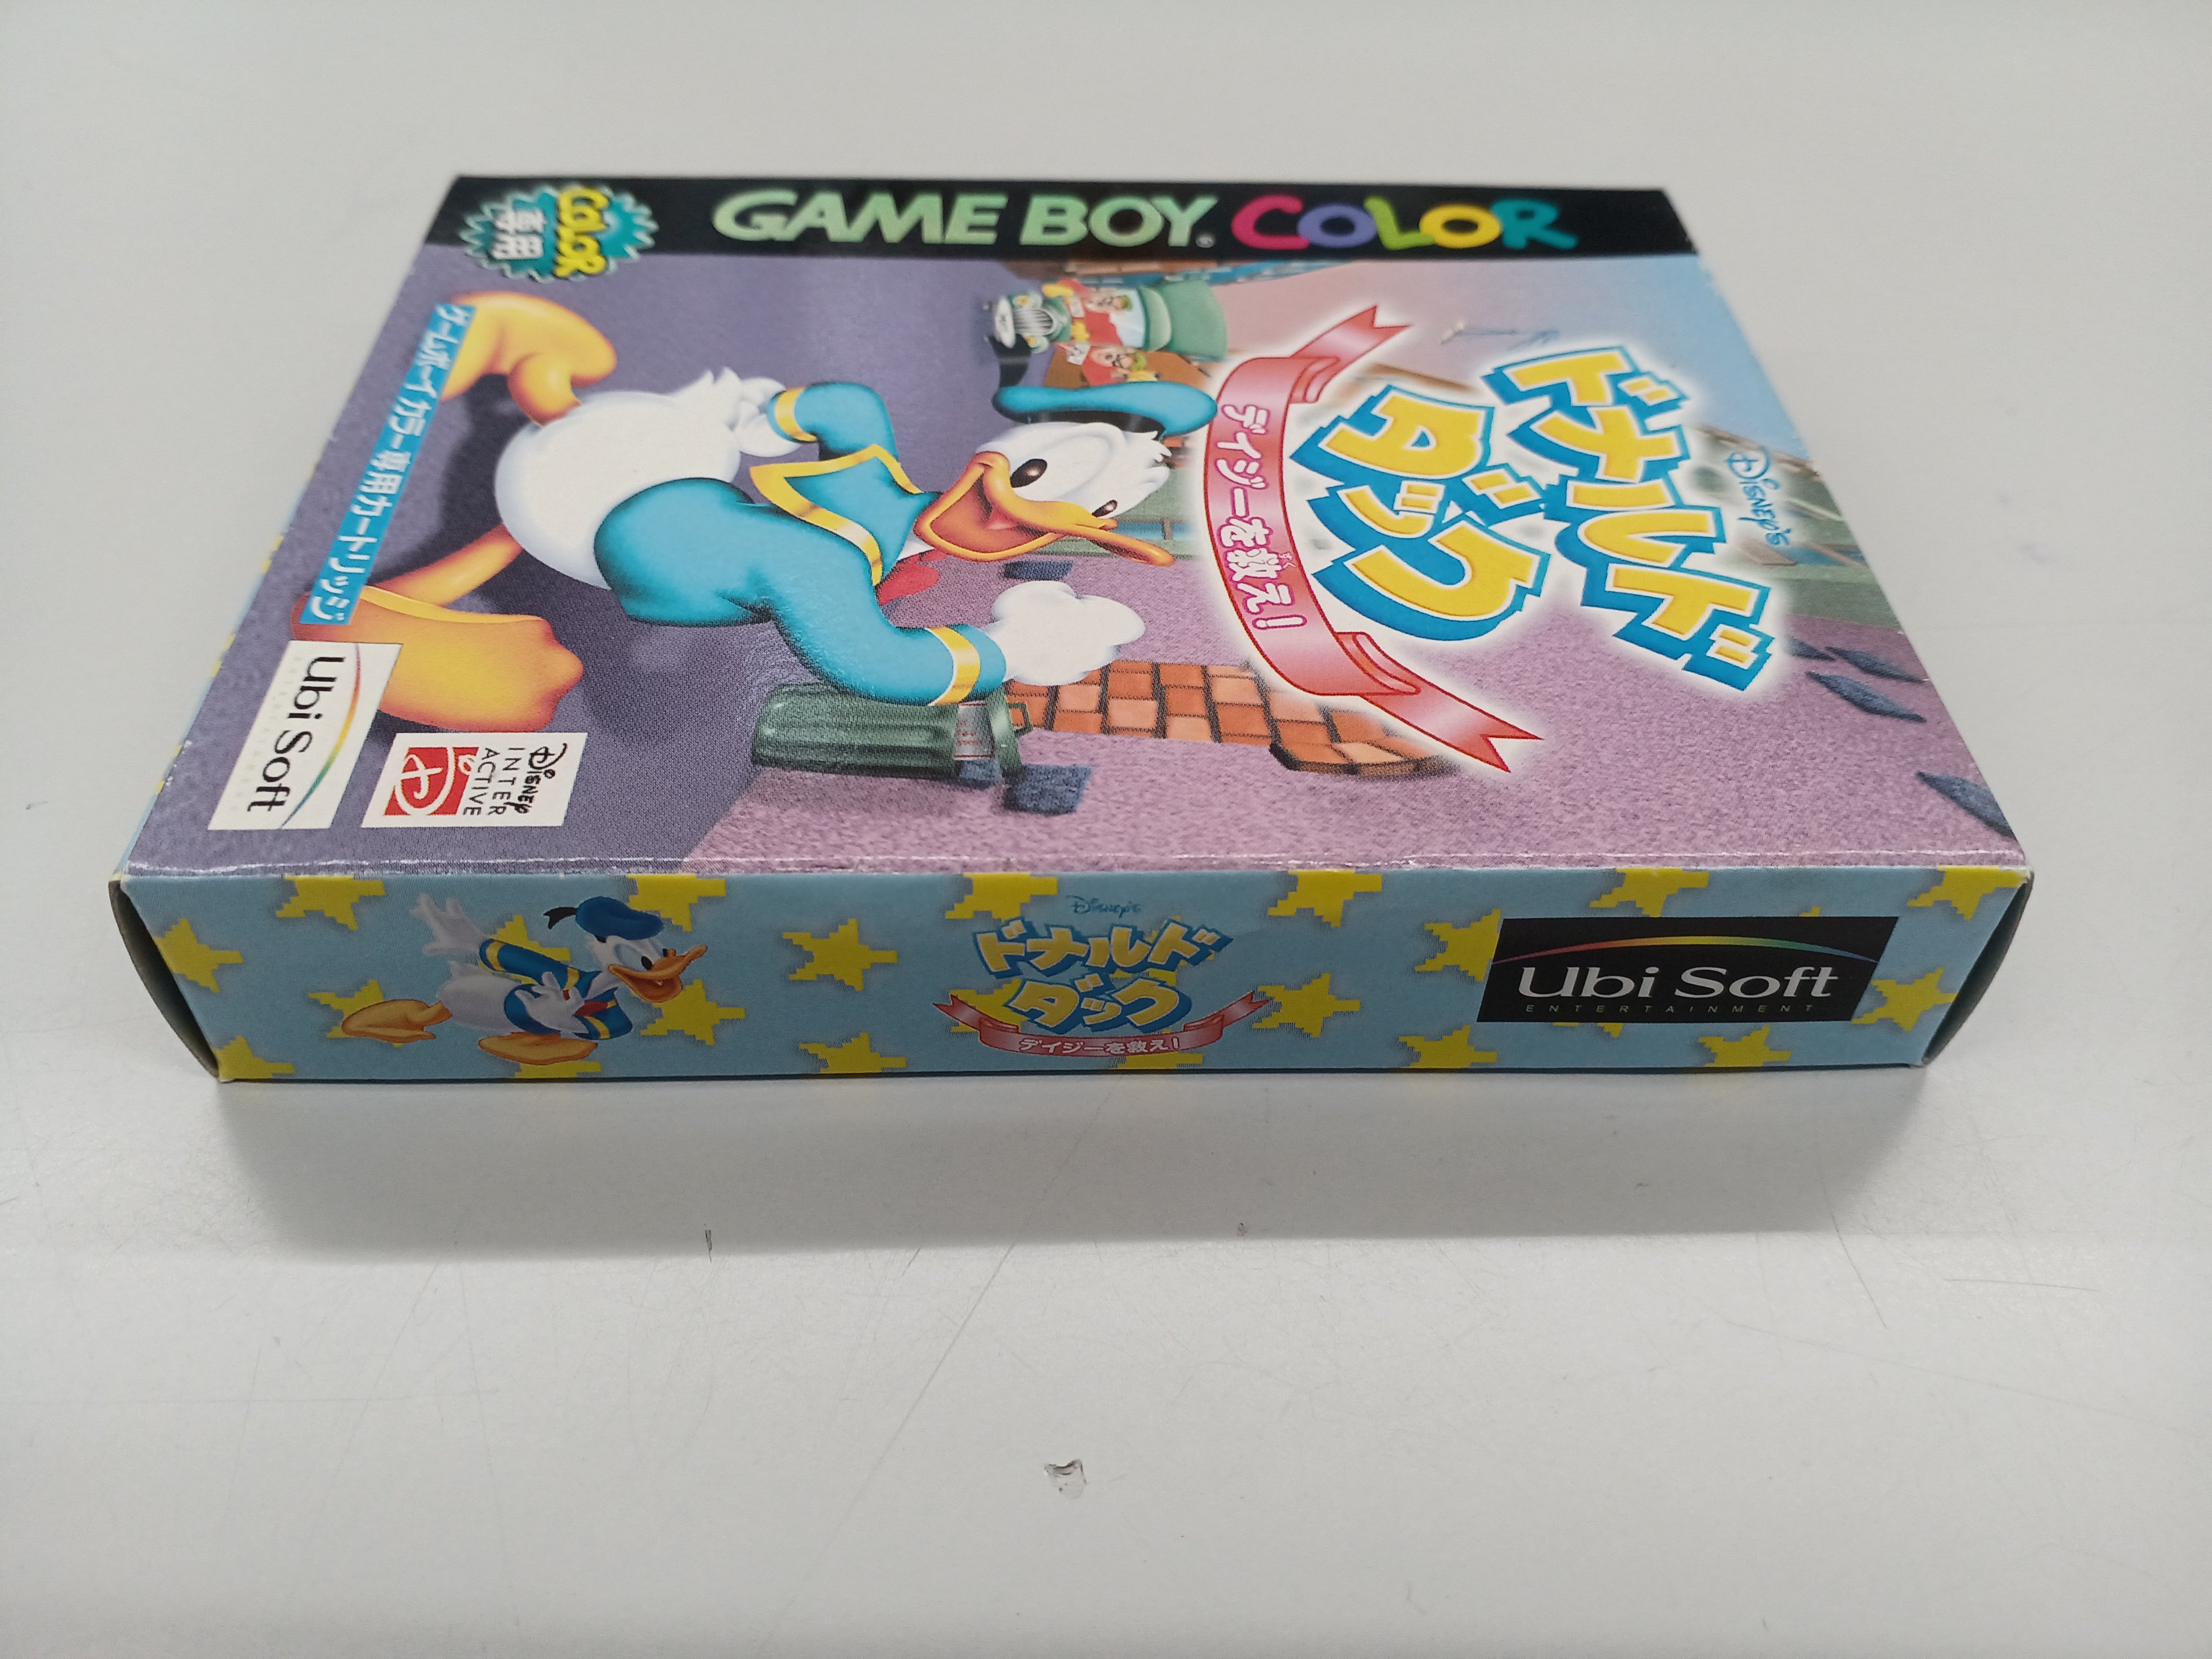 GAME BOY COLOR
COLOR
専用
DISNEY'S
ドナルド
ダック
デイジーを救え!
すく
ゲームボーイカラー専用カートリッジ
Ubi Soft
DISNEY
INTER
ACTIVE
DISNEY'S
ドナルド
ダック
デイジーを救え!
Ubi Soft
ENTERTAINMENT